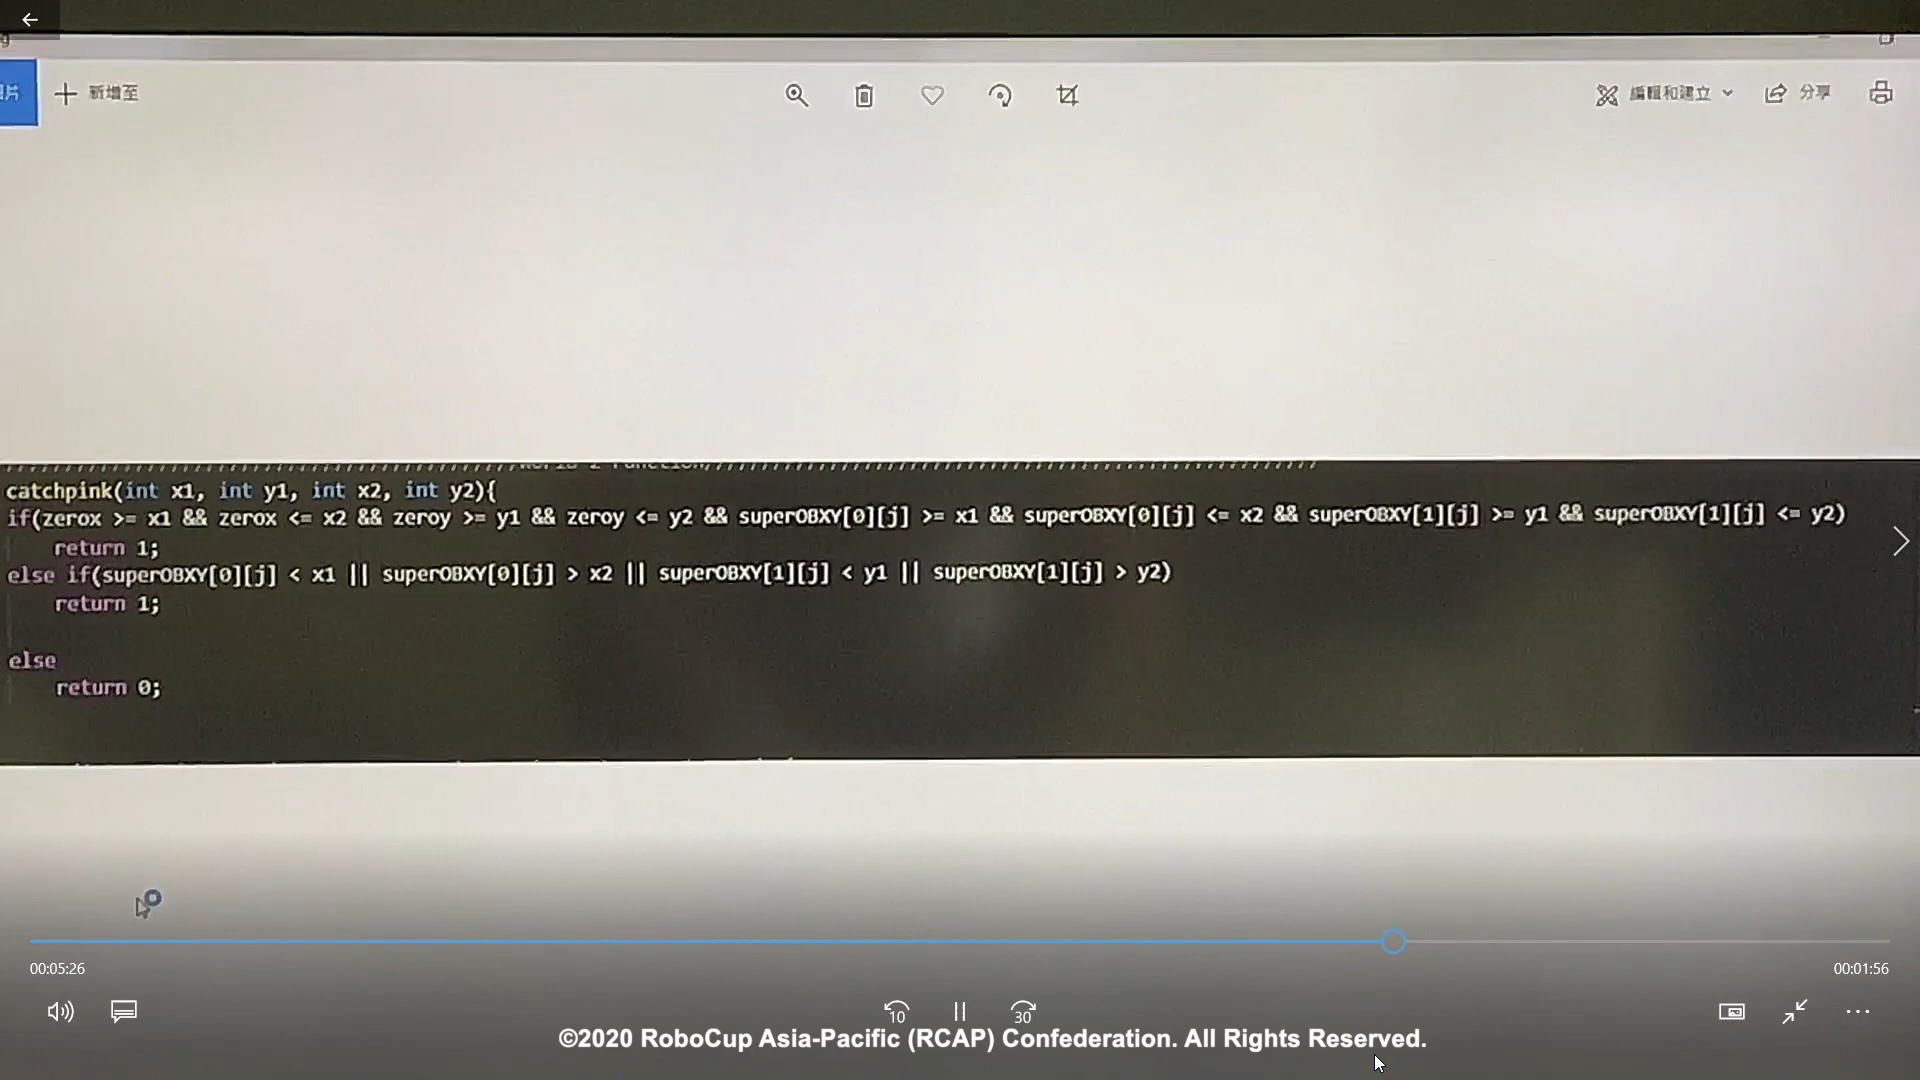 片
新增至
編輯和建立
分享
catchpink(int x1, int y1, int x2, int y2){
if(zerox >= x1 && zerox <= x2 && zeroy >= y1 && zeroy <= y2 && superOBXY[0][j] >= x1 && superOBXY[0][j] <= x2 && superOBXY[1][j] >= y1 && superOBXY[1][j] <= y2)
return 1;
else if(superOBXY[0][j] < x1 || superOBXY[0][j] > x2 || superOBXY[1][j] < y1 || superOBXY[1][j] > y2)
return 1;
else
return 0;
00:05:26
00:01:56
10
30
©2020 RoboCup Asia-Pacific (RCAP) Confederation. All Rights Reserved.